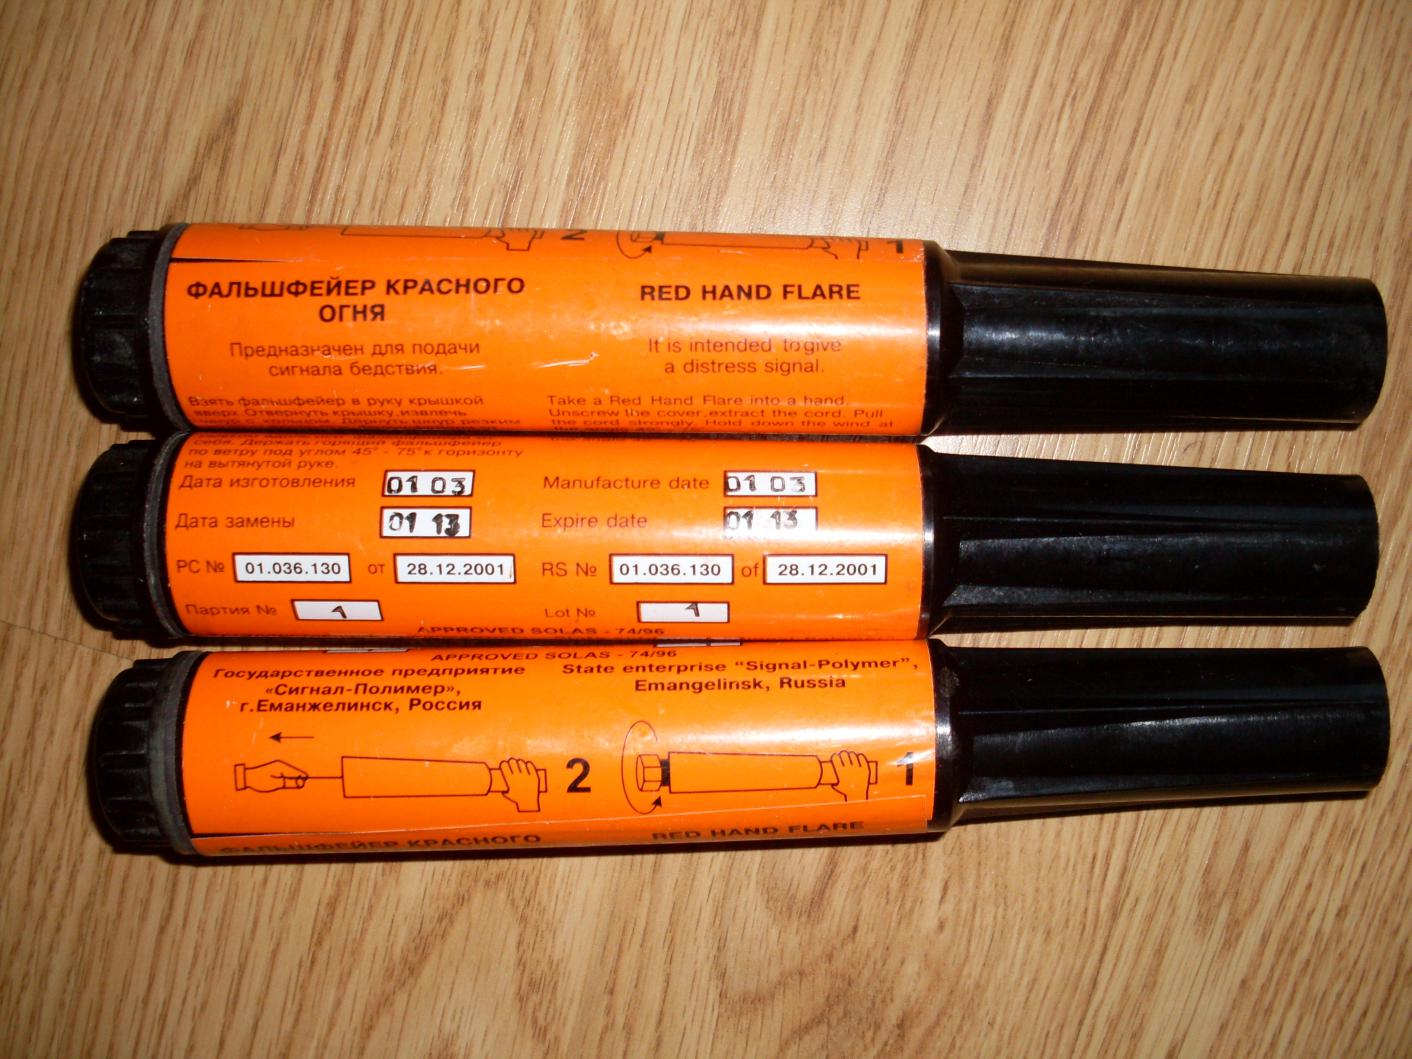 2
1
ФАЛЬШФЕЙЕР КРАСНОГО
ОГНЯ
Предназначен для подачи
сигнала бедствия.
Взять фальшфейер в руку крышкой
вверх. Отвернуть крышку, извлечь
шнур с кольцом. Дернуть шнур резким
RED HAND FLARE
It is intended to give
a distress signal.
Take a Red Hand Flare into a hand.
Unscrew the cover, extract the cord. Pull
the cord strongly. Hold down the wind at
себя. Держать горящий фальшфейер
по ветру под углом 45° - 75° к горизонту
на вытянутой руке.
Дата изготовления 01 03
Дата замены 01 13
РС № 01.036.130 от 28.12.2001
Партия № 1
Manufacture date 01 03
Expire date 01 13
RS № 01.036.130 of 28.12.2001
Lot № 1
APPROVED SOLAS - 74/96
APPROVED SOLAS - 74/96
Государственное предприятие
«Сигнал-Полимер»,
г.Еманжелинск, Россия
State enterprise "Signal-Polymer",
Emangelinsk, Russia
2
1
ФАЛЬШФЕЙЕР КРАСНОГО
RED HAND FLARE